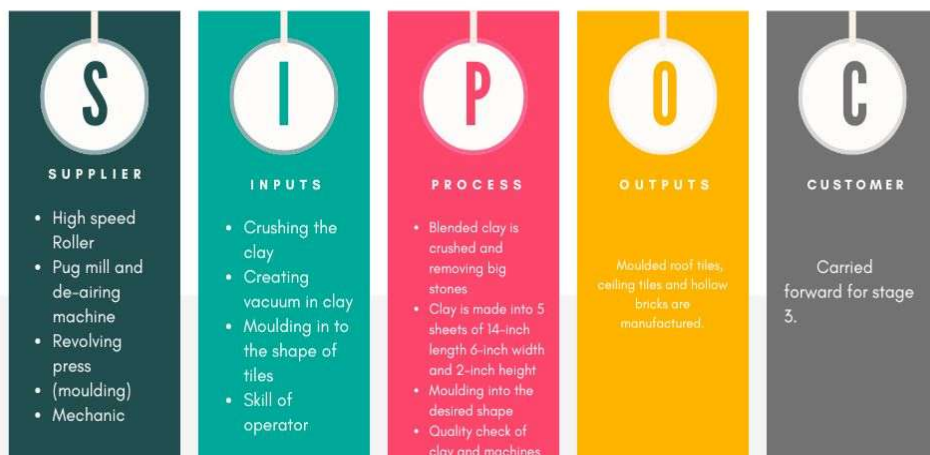 S
SUPPLIER
• High speed
Roller
• Pug mill and
de-airing
machine
• Revolving
press
• (moulding)
• Mechanic
I
INPUTS
• Crushing the
clay
• Creating
vacuum in clay
• Moulding in to
the shape of
tiles
• Skill of
operator
P
PROCESS
• Blended clay is
crushed and
removing big
stones
• Clay is made into 5
sheets of 14-inch
length 6-inch width
and 2-inch height
• Moulding into the
desired shape
• Quality check of
clay and machines
O
OUTPUTS
Moulded roof tiles,
ceiling tiles and hollow
bricks are
manufactured.
C
CUSTOMER
Carried
forward for stage
3.